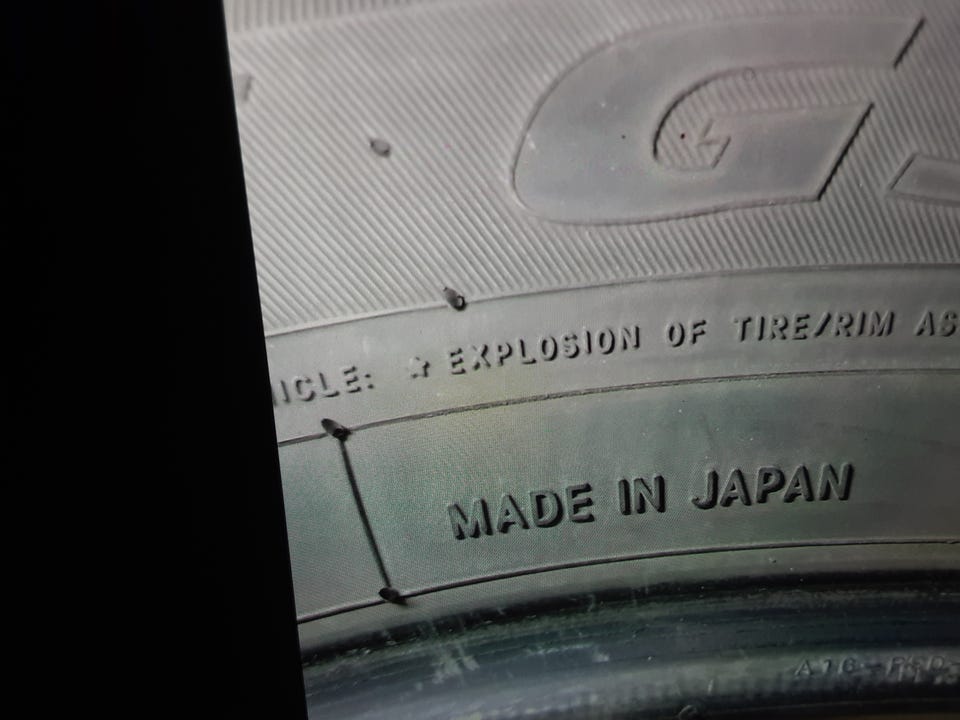 G
ICLE: ☆ EXPLOSION OF TIRE/RIM AS
MADE IN JAPAN